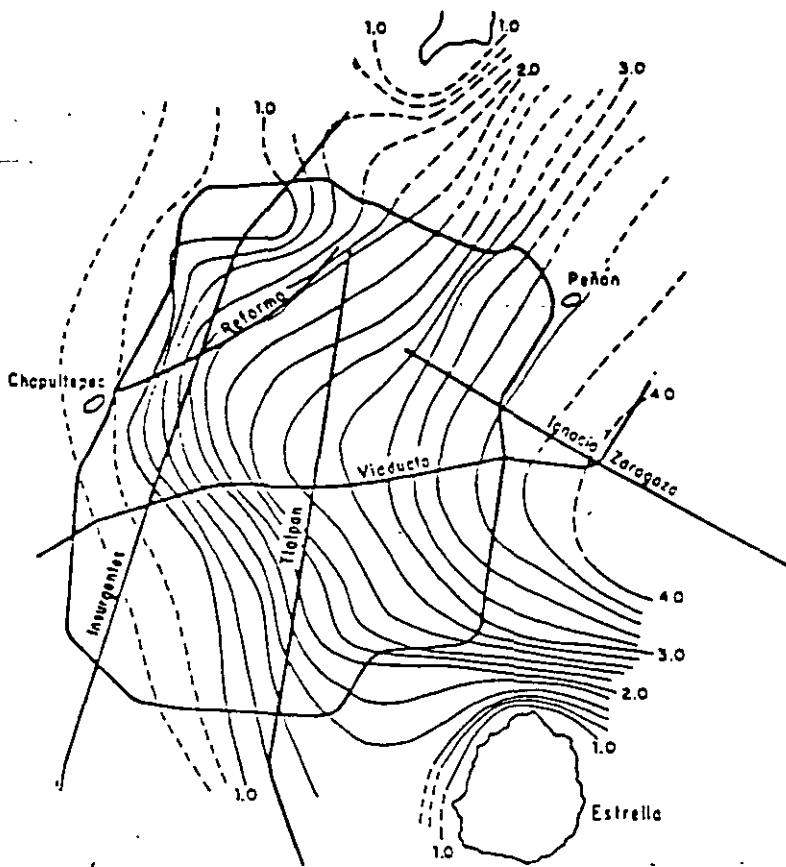 1.0
1.0
2.0
3.0
1.0
Peñon
Reforma
Chapultepec
4.0
Ignacio
Zaragoza
Viaducto
Tlalpan
Insurgentes
4.0
3.0
2.0
1.0
1.0
Estrella
1.0